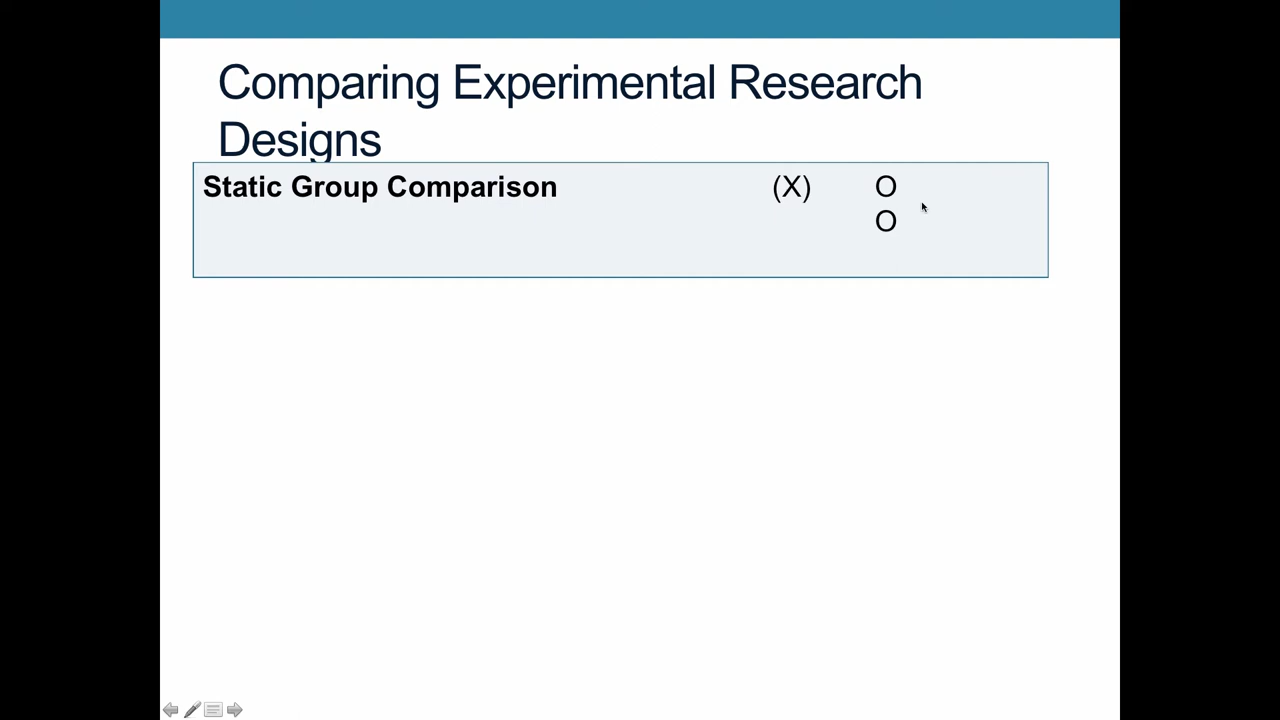 Comparing Experimental Research
Designs
Static Group Comparison (X) O
O